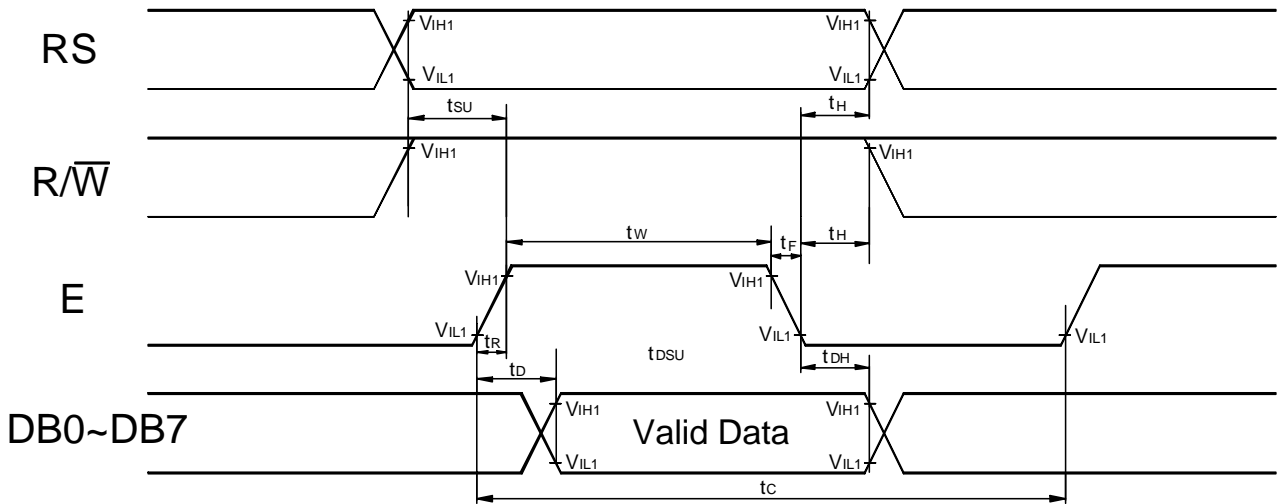 RS
VIH1
VIH1
VIL1
VIL1
tSU
tH
R/W̅
VIH1
VIH1
tW
tF
tH
E
VIH1
VIH1
VIL1
VIL1
VIL1
tR
tD
tDSU
tDH
DB0~DB7
VIH1
Valid Data
VIH1
VIL1
VIL1
tC